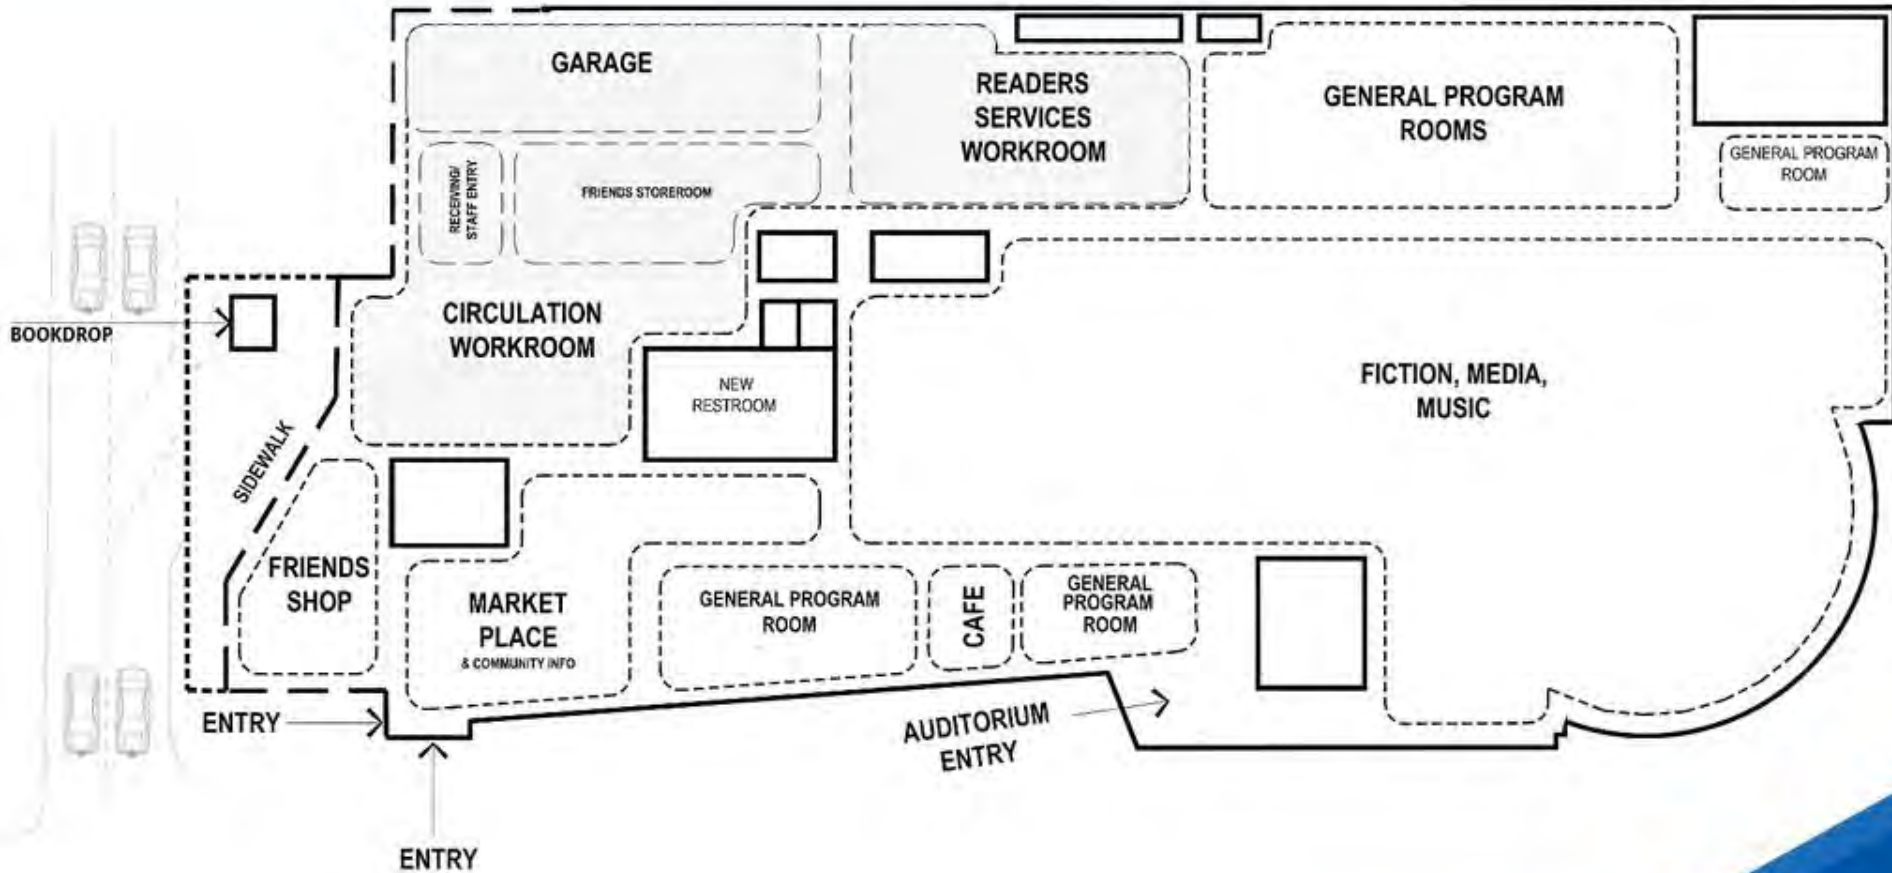 GARAGE
READERS
SERVICES
WORKROOM
GENERAL PROGRAM
ROOMS
GENERAL PROGRAM
ROOM
RECEIVING/
STAFF ENTRY
FRIENDS STOREROOM
BOOKDROP
CIRCULATION
WORKROOM
NEW
RESTROOM
FICTION, MEDIA,
MUSIC
SIDEWALK
FRIENDS
SHOP
MARKET
PLACE
& COMMUNITY INFO
GENERAL PROGRAM
ROOM
CAFE
GENERAL
PROGRAM
ROOM
ENTRY
AUDITORIUM
ENTRY
ENTRY